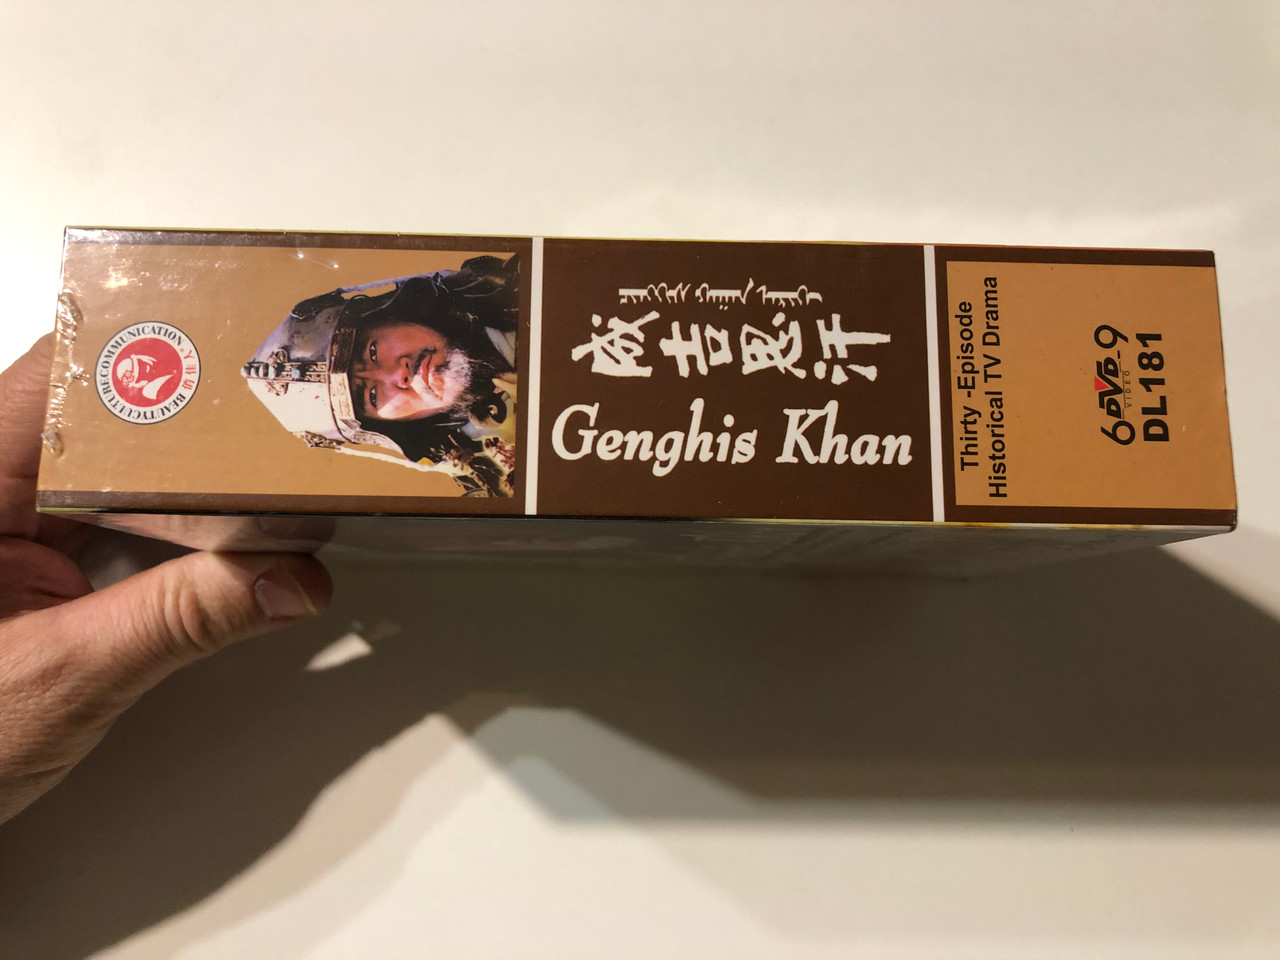 BEAUTYCULTURECOMMUNICATION
成吉思汗
Genghis Khan
Thirty -Episode
Historical TV Drama
6 DVD 9
VIDEO
DL181